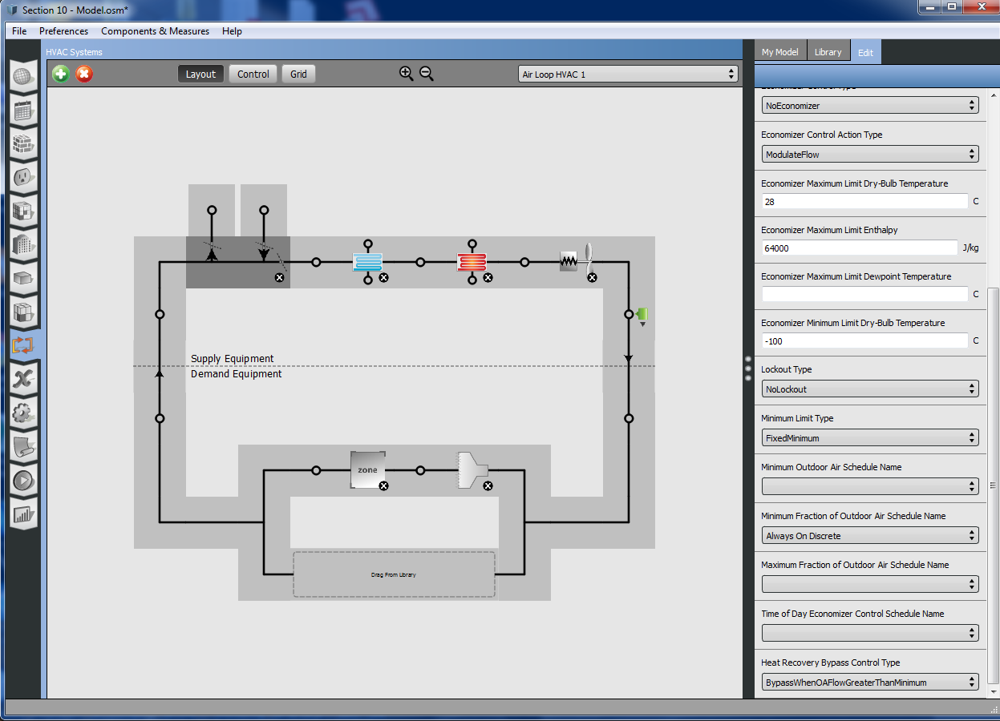 Section 10 - Model.osm*
File Preferences Components & Measures Help
HVAC Systems
My Model Library Edit
Layout Control Grid
Air Loop HVAC 1
Economizer Control Type
NoEconomizer
Economizer Control Action Type
ModulateFlow
Economizer Maximum Limit Dry-Bulb Temperature
28 C
Economizer Maximum Limit Enthalpy
64000 J/kg
Economizer Maximum Limit Dewpoint Temperature
C
Economizer Minimum Limit Dry-Bulb Temperature
-100 C
Supply Equipment
Demand Equipment
Lockout Type
NoLockout
Minimum Limit Type
FixedMinimum
zone
Minimum Outdoor Air Schedule Name
Minimum Fraction of Outdoor Air Schedule Name
Always On Discrete
Maximum Fraction of Outdoor Air Schedule Name
Drag From Library
Time of Day Economizer Control Schedule Name
Heat Recovery Bypass Control Type
BypassWhenOAFlowGreaterThanMinimum